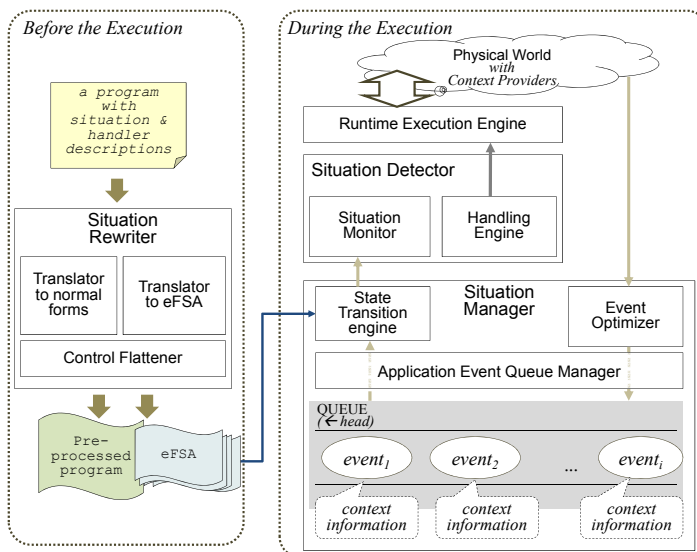 Before the Execution
a program
with
situation &
handler
descriptions
Situation
Rewriter
Translator
to normal
forms
Translator
to eFSA
Control Flattener
Pre-
processed
program
eFSA
During the Execution
Physical World
with
Context Providers
Runtime Execution Engine
Situation Detector
Situation
Monitor
Handling
Engine
State
Transition
engine
Situation
Manager
Event
Optimizer
Application Event Queue Manager
QUEUE
(← head)
event1
event2
...
eventi
context
information
context
information
context
information